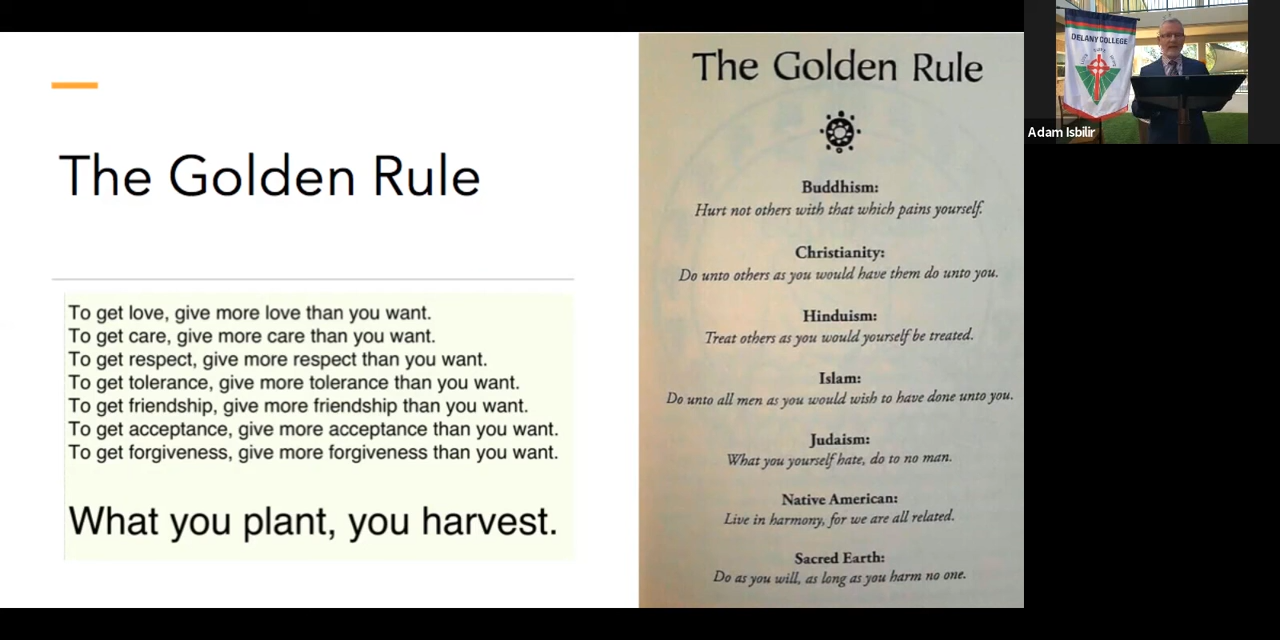 The Golden Rule
To get love, give more love than you want.
To get care, give more care than you want.
To get respect, give more respect than you want.
To get tolerance, give more tolerance than you want.
To get friendship, give more friendship than you want.
To get acceptance, give more acceptance than you want.
To get forgiveness, give more forgiveness than you want.
What you plant, you harvest.
The Golden Rule
Buddhism:
Hurt not others with that which pains yourself.
Christianity:
Do unto others as you would have them do unto you.
Hinduism:
Treat others as you would yourself be treated.
Islam:
Do unto all men as you would wish to have done unto you.
Judaism:
What you yourself hate, do to no man.
Native American:
Live in harmony, for we are all related.
Sacred Earth:
Do as you will, as long as you harm no one.
DELANY COLLEGE
Adam Isbilir